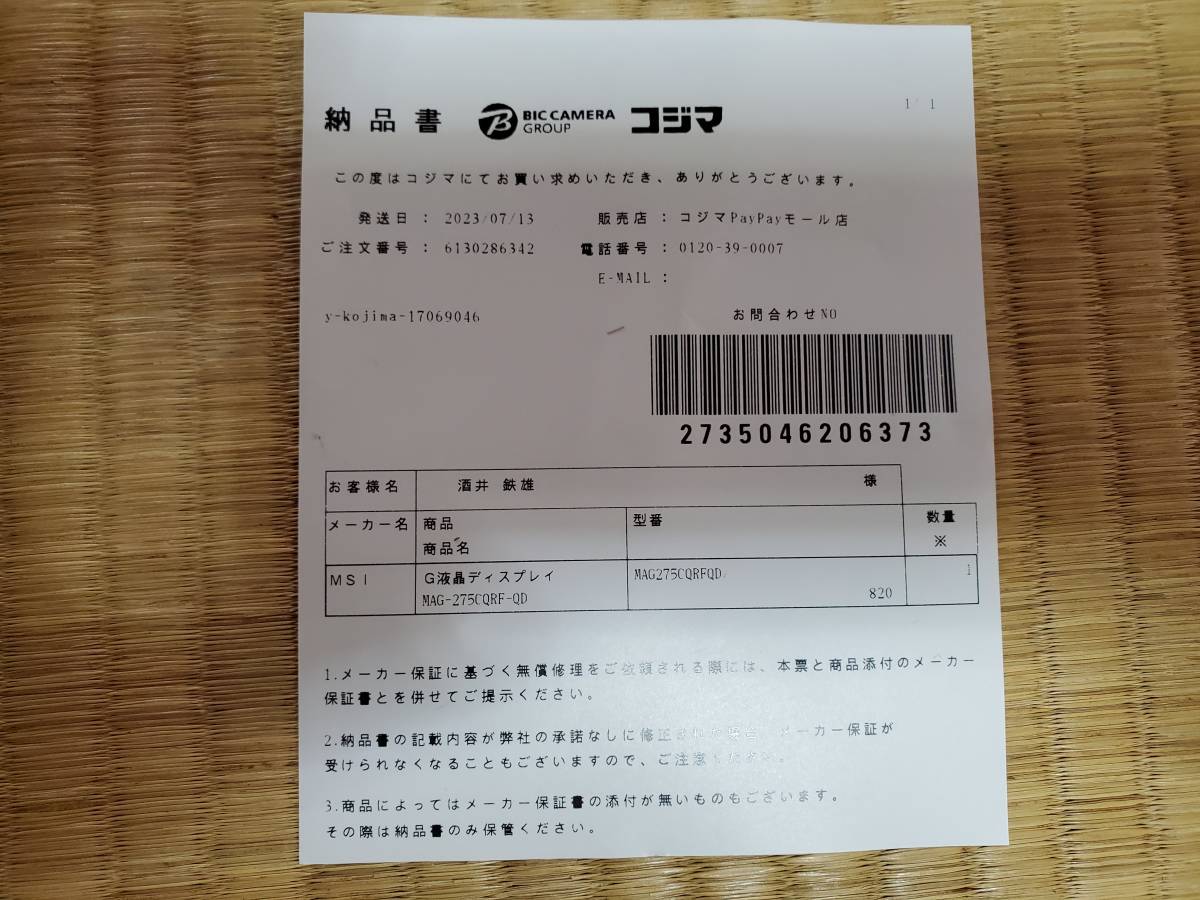 納品書 BIC CAMERA GROUP コジマ
1/ 1
この度はコジマにてお買い求めいただき、ありがとうございます。
発送日 : 2023/07/13 販売店 : コジマPayPayモール店
ご注文番号 : 6130286342 電話番号 : 0120-39-0007
E-MAIL :
y-kojima-17069046 お問合わせNO
2735046206373
お客様名 酒井 鉄雄 様
メーカー名 商品 型番 数量
商品名 ※
MSI G液晶ディスプレイ MAG275CQRFQD 1
MAG-275CQRF-QD 820
1.メーカー保証に基づく無償修理をご依頼される際には、本票と商品添付のメーカー
保証書とを併せてご提示ください。
2.納品書の記載内容が弊社の承諾なしに修正された場合、メーカー保証が
受けられなくなることもございますので、ご注意ください。
3.商品によってはメーカー保証書の添付が無いものもございます。
その際は納品書のみ保管ください。